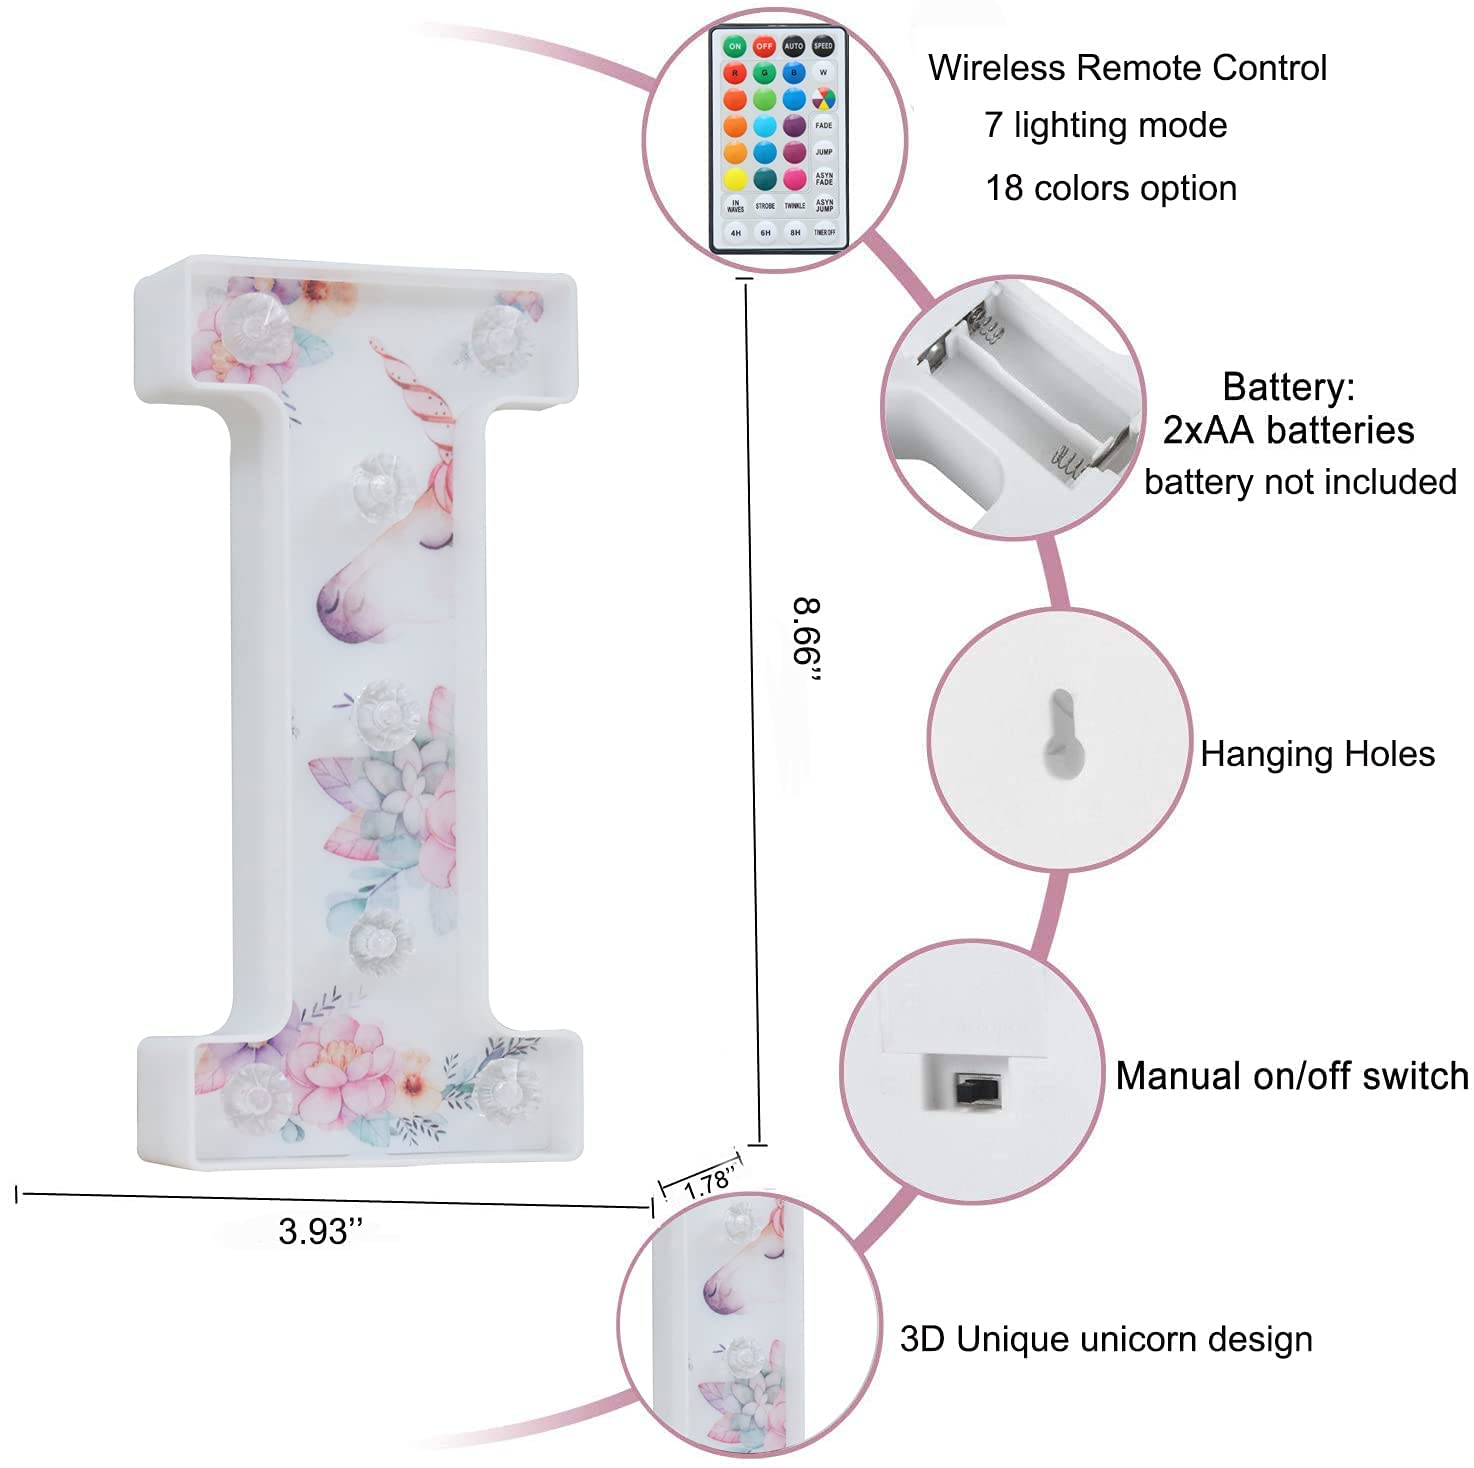 ON OFF AUTO SPEED
R G B W
FADE
JUMP
ASYN
FADE
IN
WAVES STROBE TWINKLE ASYN
JUMP
4H 6H 8H TIMER OFF
Wireless Remote Control
7 lighting mode
18 colors option
Battery:
2xAA batteries
battery not included
8.66’’
Hanging Holes
Manual on/off switch
1.78’’
3.93’’
3D Unique unicorn design